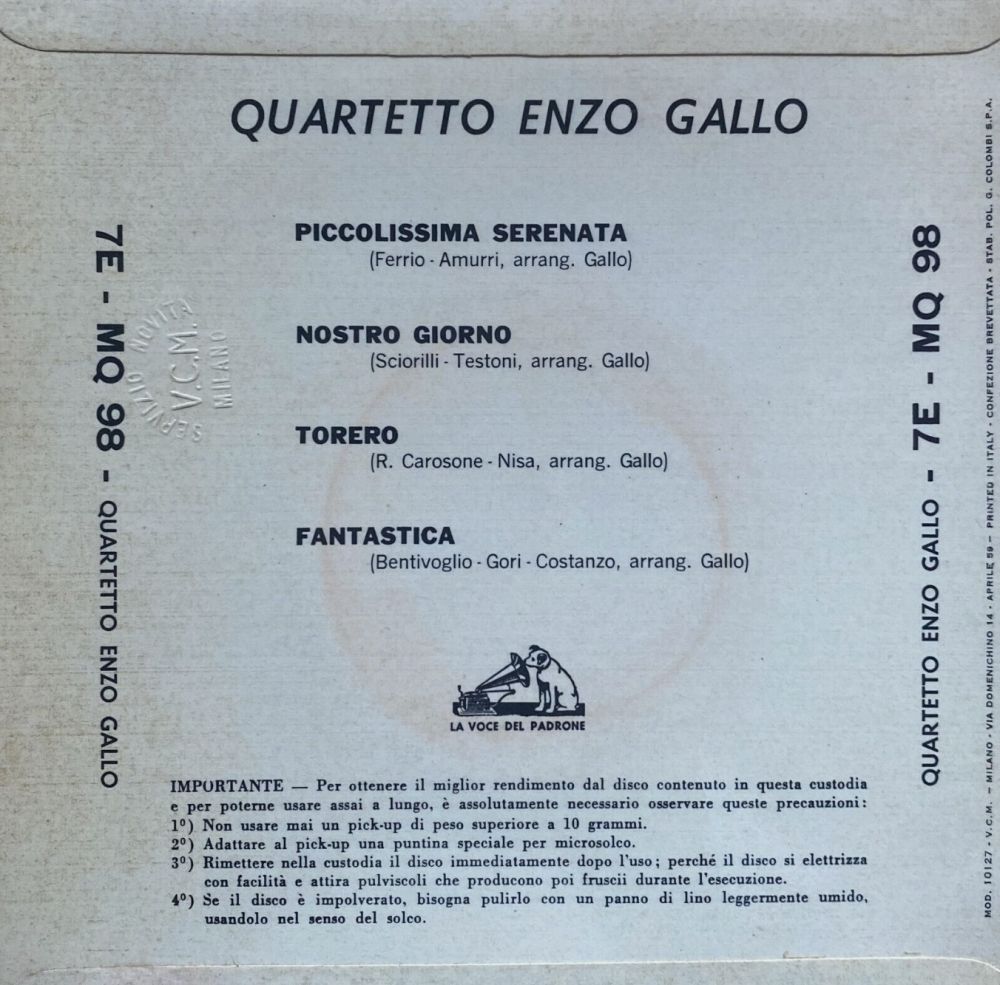 QUARTETTO ENZO GALLO
PICCOLISSIMA SERENATA
(Ferrio - Amurri, arrang. Gallo)
NOSTRO GIORNO
(Sciorilli - Testoni, arrang. Gallo)
TORERO
(R. Carosone - Nisa, arrang. Gallo)
FANTASTICA
(Bentivoglio - Gori - Costanzo, arrang. Gallo)
7E - MQ 98 - QUARTETTO ENZO GALLO
SERVIZIO NOVITÀ
V.C.M.
MILANO
QUARTETTO ENZO GALLO - 7E - MQ 98
MOD. 10127 - V.C.M. - MILANO - VIA DOMENICHINO 14 - APRILE 59 - PRINTED IN ITALY - CONFEZIONE BREVETTATA - STAB. POL. G. COLOMBI S.P.A.
LA VOCE DEL PADRONE
IMPORTANTE — Per ottenere il miglior rendimento dal disco contenuto in questa custodia
e per poterne usare assai a lungo, è assolutamente necessario osservare queste precauzioni:
1º) Non usare mai un pick-up di peso superiore a 10 grammi.
2º) Adattare al pick-up una puntina speciale per microsolco.
3º) Rimettere nella custodia il disco immediatamente dopo l'uso; perché il disco si elettrizza
con facilità e attira pulviscoli che producono poi fruscii durante l'esecuzione.
4º) Se il disco è impolverato, bisogna pulirlo con un panno di lino leggermente umido,
usandolo nel senso del solco.